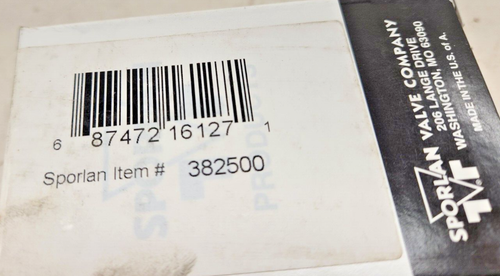 6 87472 16127 1
Sporlan Item # 382500
SPORLAN VALVE COMPANY
206 LANGE DRIVE
WASHINGTON, MO 63090
MADE IN THE U.S. of A.